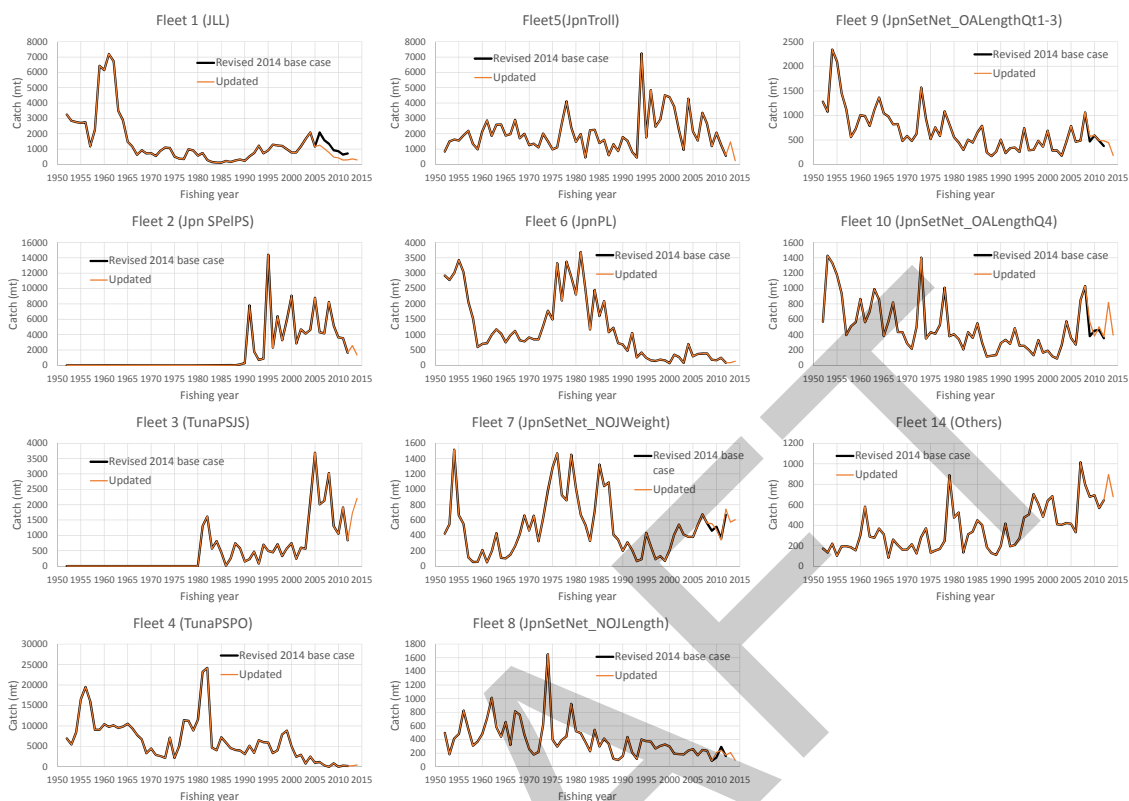 Fleet 1 (JLL)
8000
7000
6000
5000
4000
3000
2000
1000
0
Catch (mt)
Revised 2014 base case
Updated
1950 1955 1960 1965 1970 1975 1980 1985 1990 1995 2000 2005 2010 2015
Fishing year
Fleet5(JpnTroll)
8000
7000
6000
5000
4000
3000
2000
1000
0
Catch (mt)
Revised 2014 base case
Updated
1950 1955 1960 1965 1970 1975 1980 1985 1990 1995 2000 2005 2010 2015
Fishing year
Fleet 9 (JpnSetNet_OALengthQt1-3)
2500
2000
1500
1000
500
0
Catch (mt)
Revised 2014 base case
Updated
1950 1955 1960 1965 1970 1975 1980 1985 1990 1995 2000 2005 2010 2015
Fishing year
Fleet 2 (Jpn SPelPS)
16000
14000
12000
10000
8000
6000
4000
2000
0
Catch (mt)
Revised 2014 base case
Updated
1950 1955 1960 1965 1970 1975 1980 1985 1990 1995 2000 2005 2010 2015
Fishing year
Fleet 6 (JpnPL)
4000
3500
3000
2500
2000
1500
1000
500
0
Catch (mt)
Revised 2014 base case
Updated
1950 1955 1960 1965 1970 1975 1980 1985 1990 1995 2000 2005 2010 2015
Fishing year
Fleet 10 (JpnSetNet_OALengthQ4)
1600
1400
1200
1000
800
600
400
200
0
Catch (mt)
Revised 2014 base case
Updated
1950 1955 1960 1965 1970 1975 1980 1985 1990 1995 2000 2005 2010 2015
Fishing year
Fleet 3 (TunaPSJS)
4000
3500
3000
2500
2000
1500
1000
500
0
Catch (mt)
Revised 2014 base case
Updated
1950 1955 1960 1965 1970 1975 1980 1985 1990 1995 2000 2005 2010 2015
Fishing year
Fleet 7 (JpnSetNet_NOJWeight)
1600
1400
1200
1000
800
600
400
200
0
Catch (mt)
Revised 2014 base
case
Updated
1950 1955 1960 1965 1970 1975 1980 1985 1990 1995 2000 2005 2010 2015
Fishing year
Fleet 14 (Others)
1200
1000
800
600
400
200
0
Catch (mt)
Revised 2014 base case
Updated
1950 1955 1960 1965 1970 1975 1980 1985 1990 1995 2000 2005 2010 2015
Fishing year
Fleet 4 (TunaPSPO)
30000
25000
20000
15000
10000
5000
0
Catch (mt)
Revised 2014 base case
Updated
1950 1955 1960 1965 1970 1975 1980 1985 1990 1995 2000 2005 2010 2015
Fishing year
Fleet 8 (JpnSetNet_NOJLength)
1800
1600
1400
1200
1000
800
600
400
200
0
Catch (mt)
Revised 2014 base case
Updated
1950 1955 1960 1965 1970 1975 1980 1985 1990 1995 2000 2005 2010 2015
Fishing year